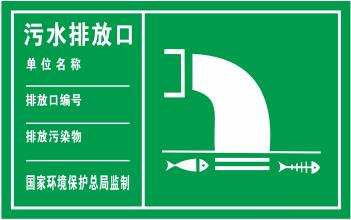 污水排放口
单位名称
排放口编号
排放污染物
国家环境保护总局监制